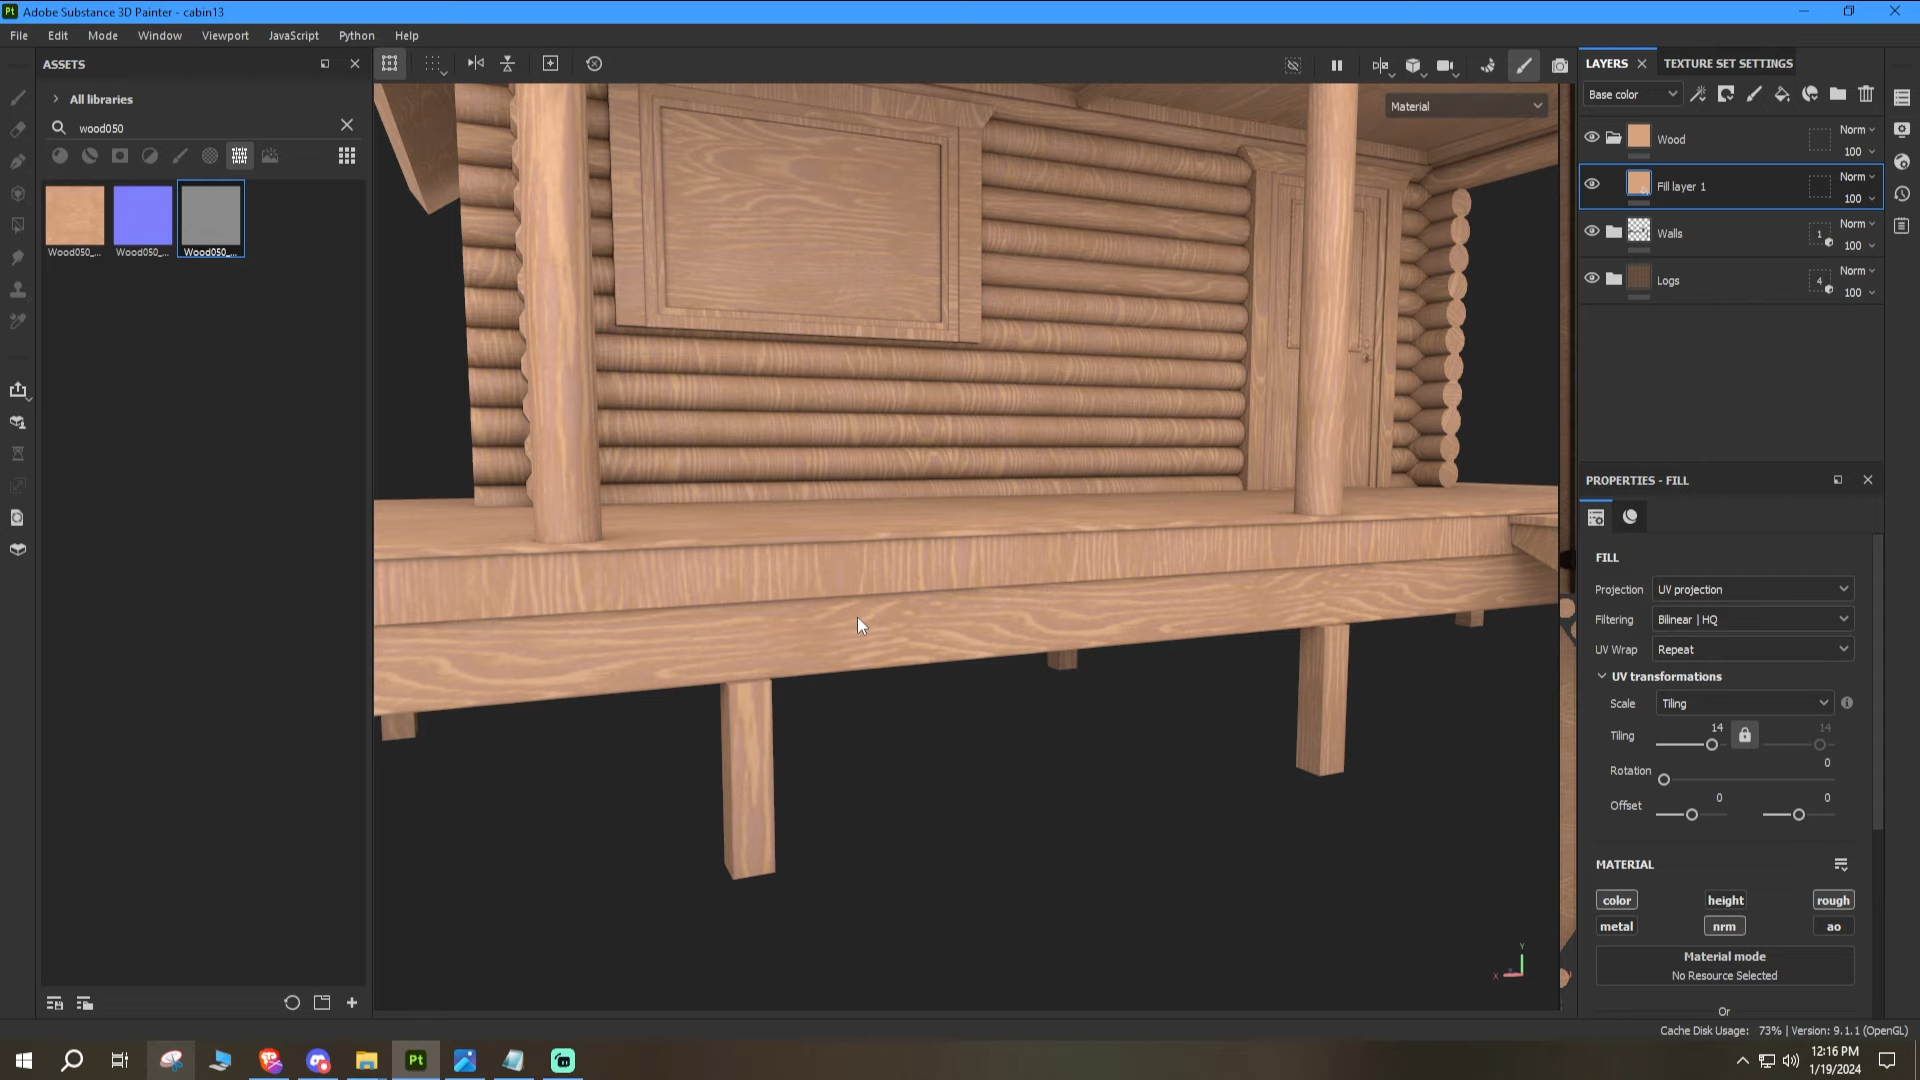 Pt Adobe Substance 3D Painter - cabin13
File Edit Mode Window Viewport JavaScript Python Help
ASSETS
All libraries
wood050
Wood050_... Wood050_... Wood050_...
Material
LAYERS TEXTURE SET SETTINGS
Base color
Wood Norm 100
Fill layer 1 Norm 100
Walls 1 Norm 100
Logs 4 Norm 100
PROPERTIES - FILL
FILL
Projection UV projection
Filtering Bilinear | HQ
UV Wrap Repeat
UV transformations
Scale Tiling
Tiling 14 14
Rotation 0
Offset 0 0
MATERIAL
color height rough
metal nrm ao
Material mode
No Resource Selected
Or
Y
X
Cache Disk Usage: 73% | Version: 9.1.1 (OpenGL)
Pt
12:16 PM
1/19/2024